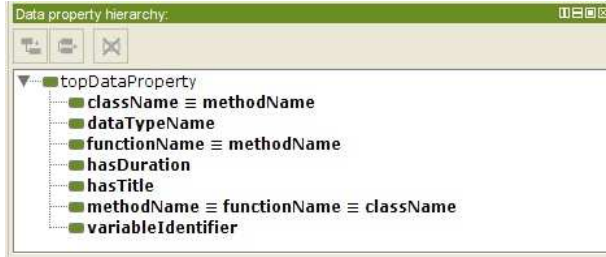 Data property hierarchy:
topDataProperty
className ≡ methodName
dataTypeName
functionName ≡ methodName
hasDuration
hasTitle
methodName ≡ functionName ≡ className
variableIdentifier